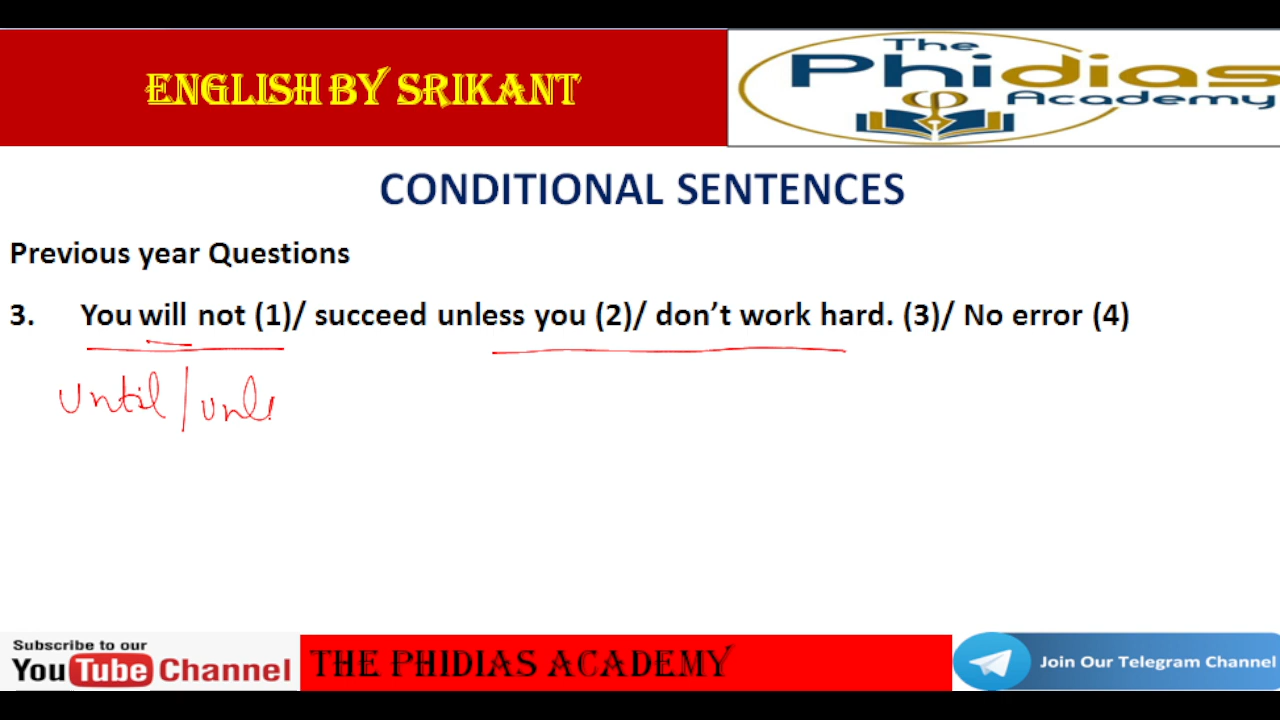 ENGLISH BY SRIKANT
The
Phidias
Academy
CONDITIONAL SENTENCES
Previous year Questions
3. You will not (1)/ succeed unless you (2)/ don’t work hard. (3)/ No error (4)
until / unle
Subscribe to our
YouTube Channel
THE PHIDIAS ACADEMY
Join Our Telegram Channel